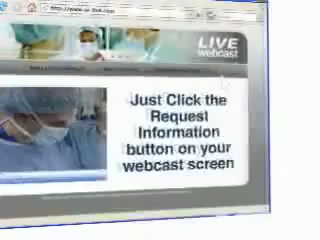 LIVE
webcast
Just Click the
Request
Information
button on your
webcast screen